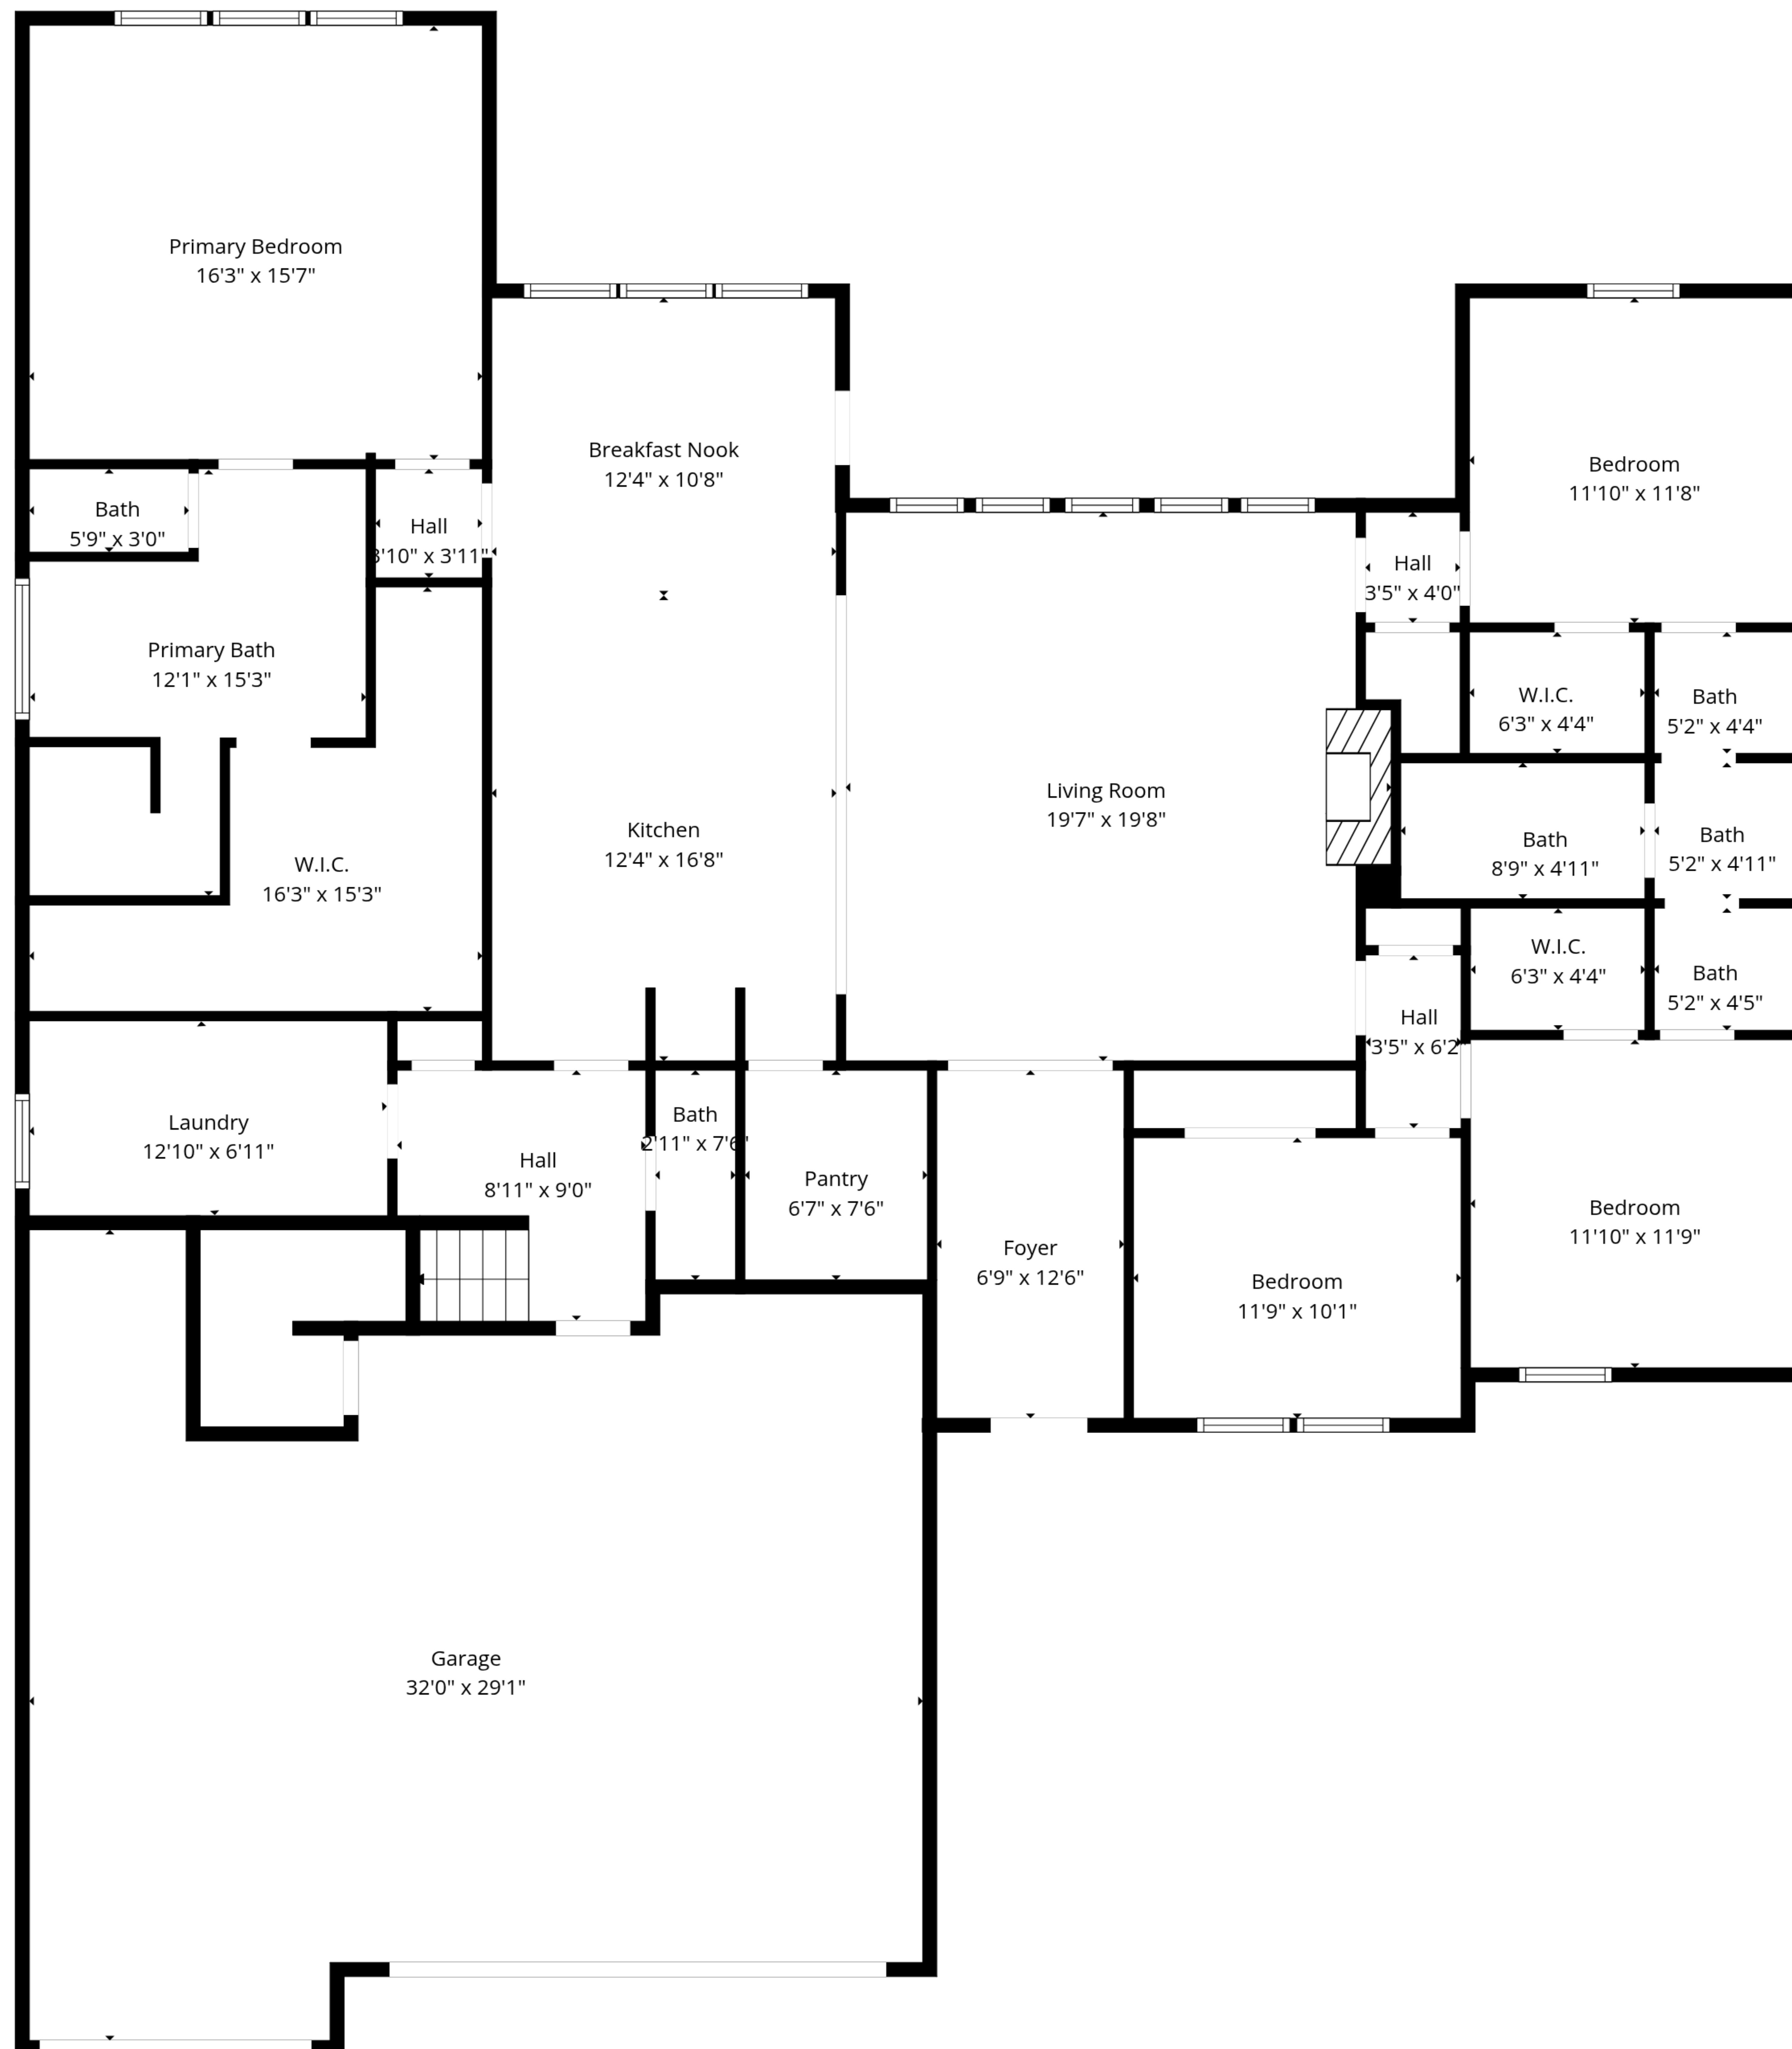 Primary Bedroom
16'3" x 15'7"
Breakfast Nook
12'4" x 10'8"
Bedroom
11'10" x 11'8"
Bath
5'9" x 3'0"
Hall
3'10" x 3'11"
Hall
3'5" x 4'0"
Primary Bath
12'1" x 15'3"
W.I.C.
6'3" x 4'4"
Bath
5'2" x 4'4"
Living Room
19'7" x 19'8"
Kitchen
12'4" x 16'8"
Bath
8'9" x 4'11"
Bath
5'2" x 4'11"
W.I.C.
16'3" x 15'3"
W.I.C.
6'3" x 4'4"
Bath
5'2" x 4'5"
Hall
3'5" x 6'2"
Laundry
12'10" x 6'11"
Bath
2'11" x 7'6"
Hall
8'11" x 9'0"
Pantry
6'7" x 7'6"
Bedroom
11'10" x 11'9"
Foyer
6'9" x 12'6"
Bedroom
11'9" x 10'1"
Garage
32'0" x 29'1"